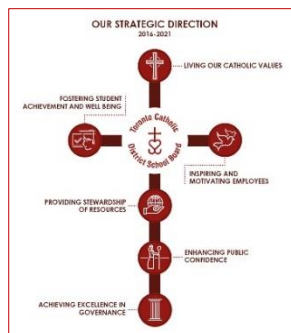 OUR STRATEGIC DIRECTION
2016-2021
LIVING OUR CATHOLIC VALUES
FOSTERING STUDENT
ACHIEVEMENT AND WELL BEING
Toronto Catholic
District School Board
INSPIRING AND
MOTIVATING EMPLOYEES
PROVIDING STEWARDSHIP
OF RESOURCES
ENHANCING PUBLIC
CONFIDENCE
ACHIEVING EXCELLENCE IN
GOVERNANCE